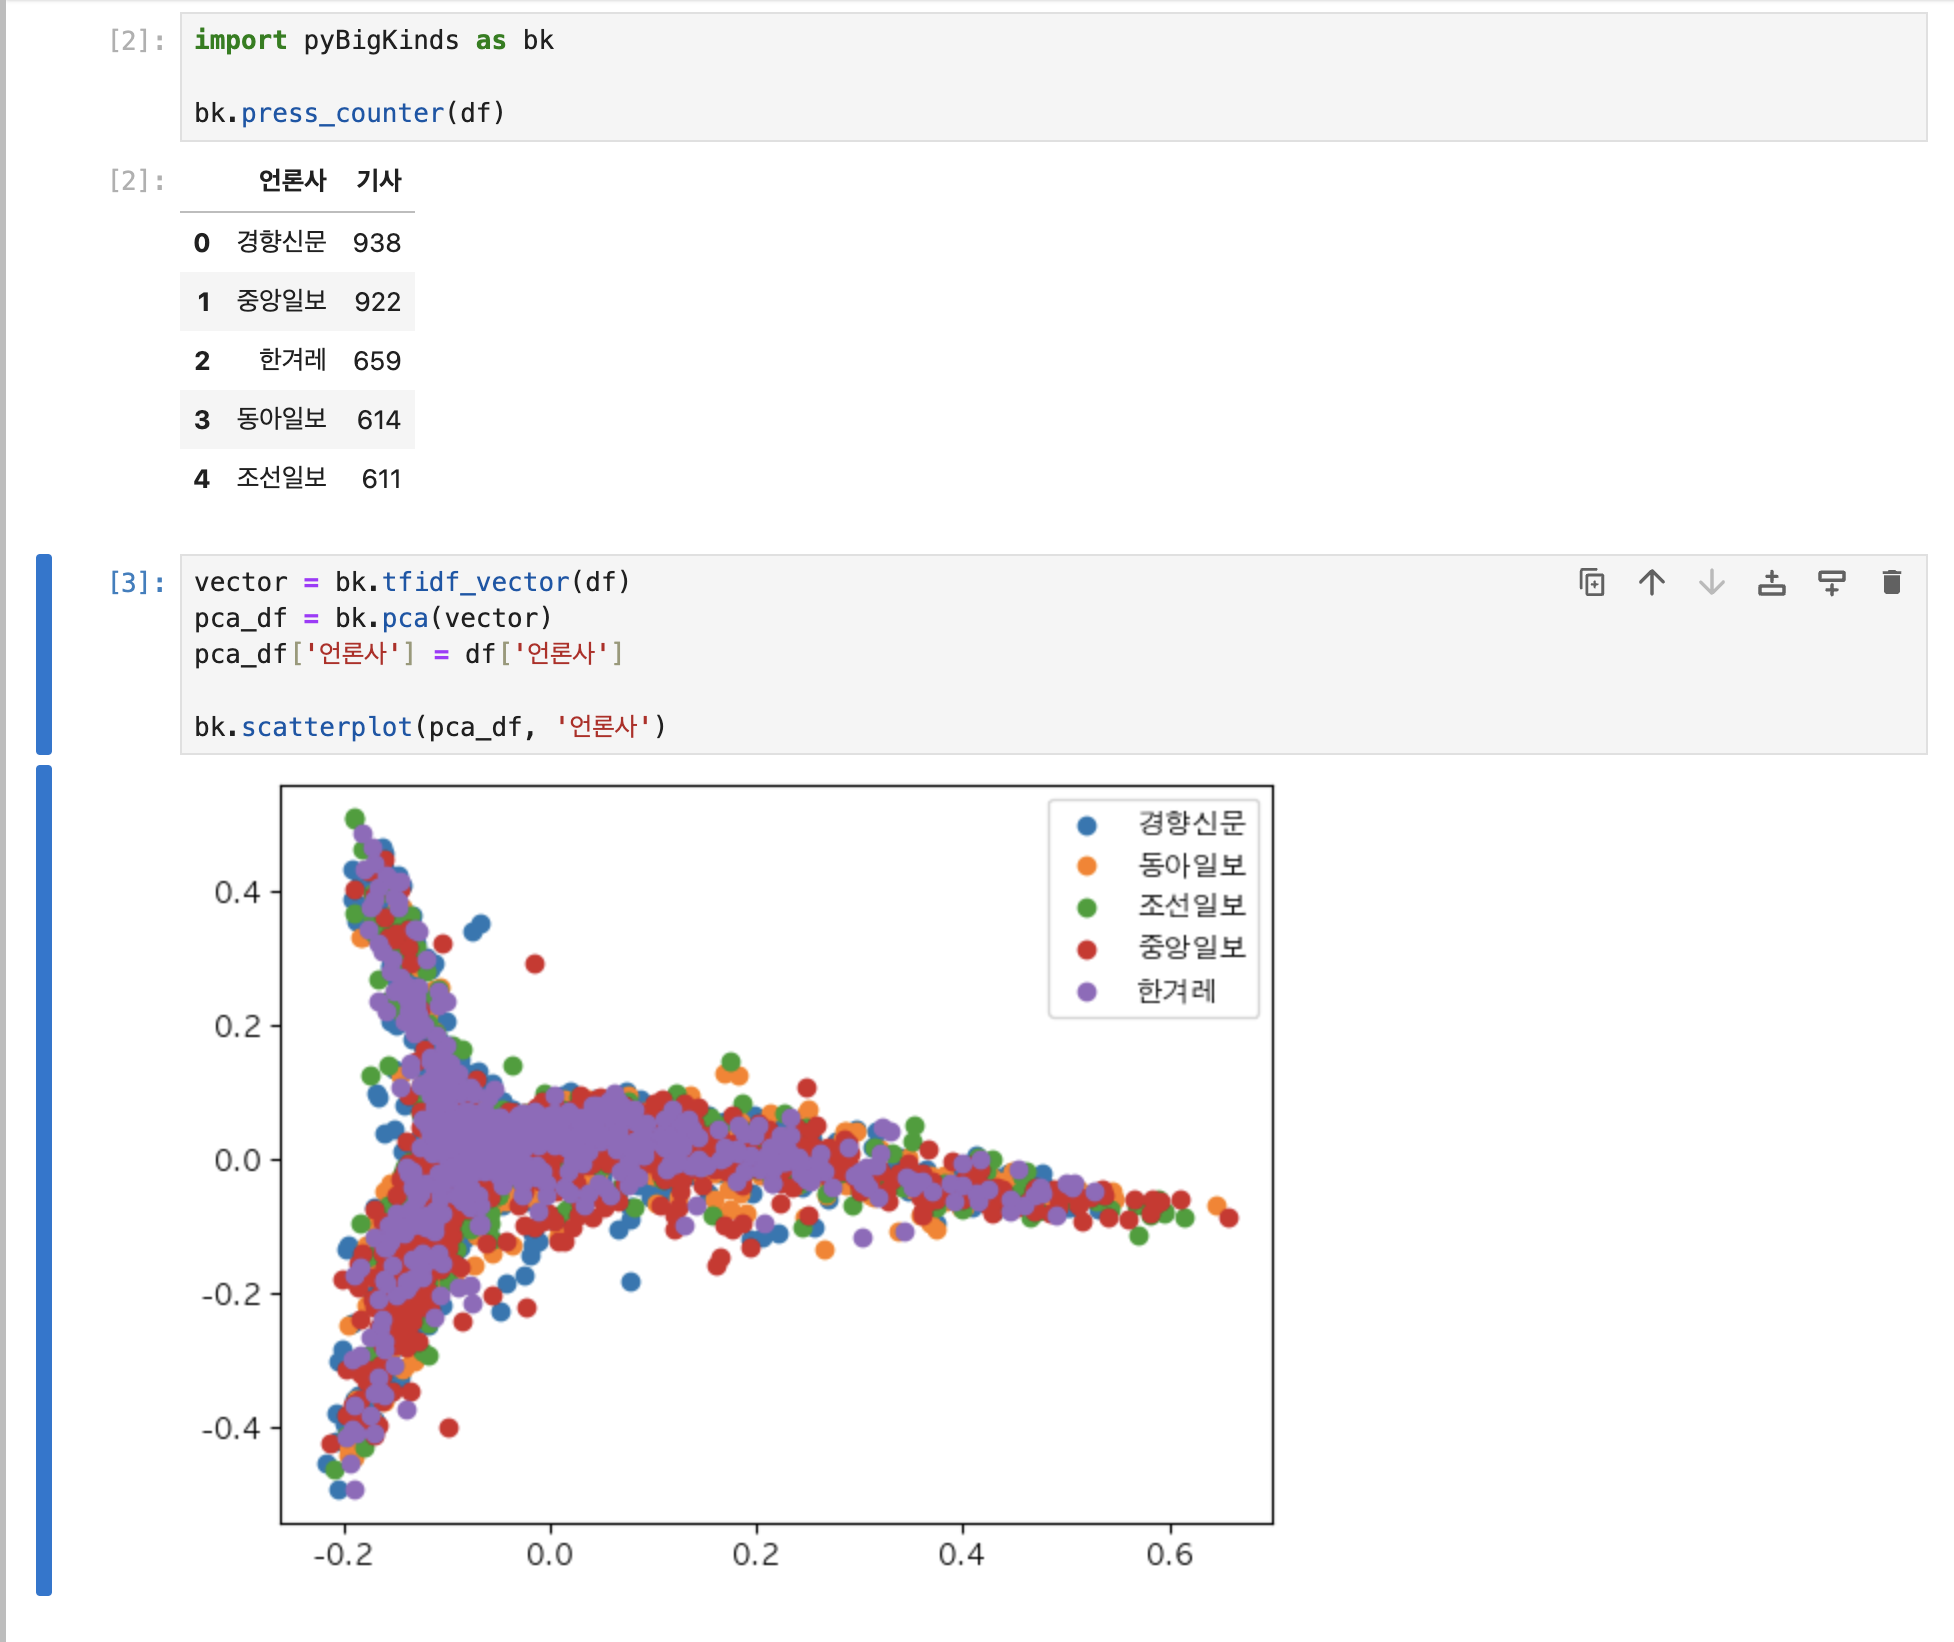 [2]: import pyBigKinds as bk
bk.press_counter(df)
[2]: 언론사 기사
0 경향신문 938
1 중앙일보 922
2 한겨레 659
3 동아일보 614
4 조선일보 611
[3]: vector = bk.tfidf_vector(df)
pca_df = bk.pca(vector)
pca_df['언론사'] = df['언론사']
bk.scatterplot(pca_df, '언론사')
경향신문
동아일보
조선일보
중앙일보
한겨레
0.4
0.2
0.0
-0.2
-0.4
-0.2 0.0 0.2 0.4 0.6